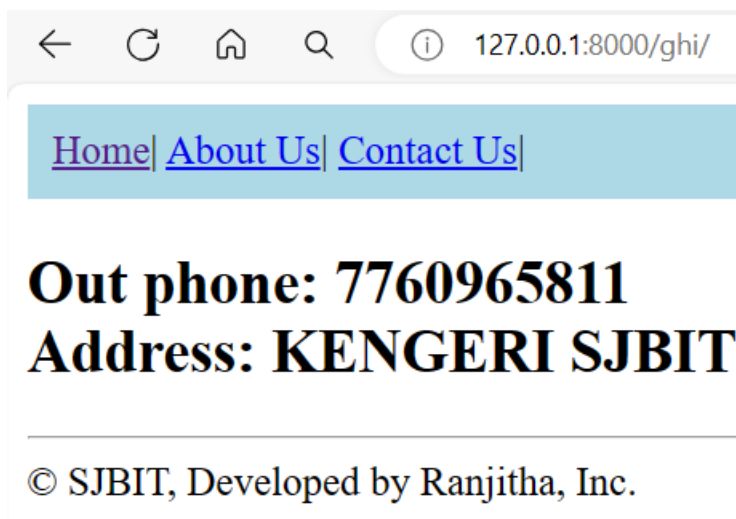 127.0.0.1:8000/ghi/
Home| About Us| Contact Us|
Out phone: 7760965811
Address: KENGERI SJBIT
© SJBIT, Developed by Ranjitha, Inc.